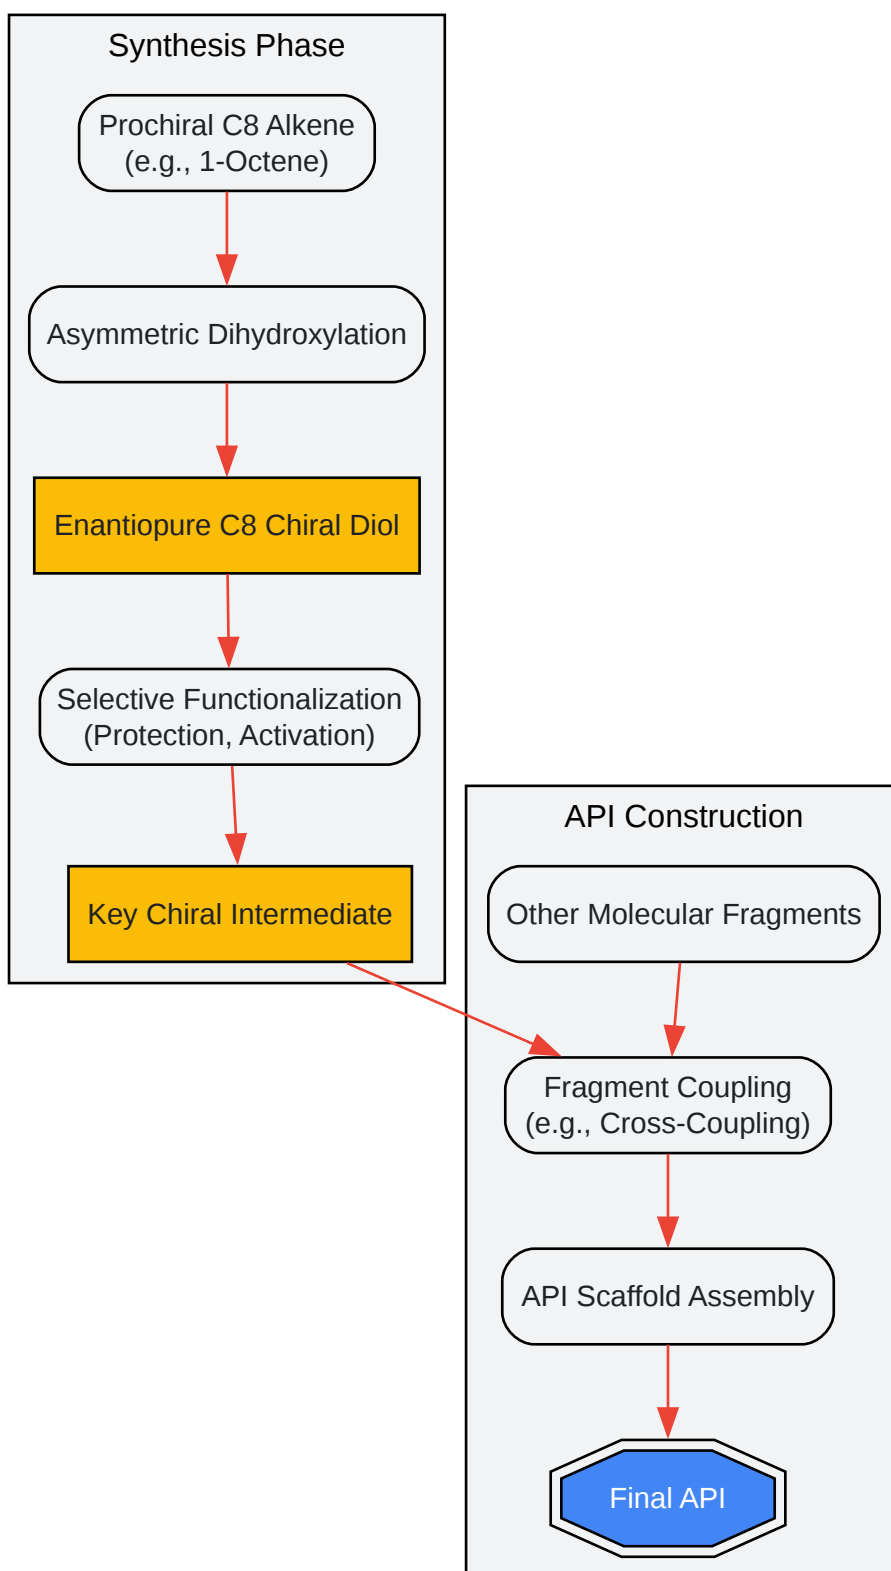 Synthesis Phase
Prochiral C8 Alkene
(e.g., 1-Octene)
Asymmetric Dihydroxylation
Enantiopure C8 Chiral Diol
Selective Functionalization
(Protection, Activation)
Key Chiral Intermediate
API Construction
Other Molecular Fragments
Fragment Coupling
(e.g., Cross-Coupling)
API Scaffold Assembly
Final API